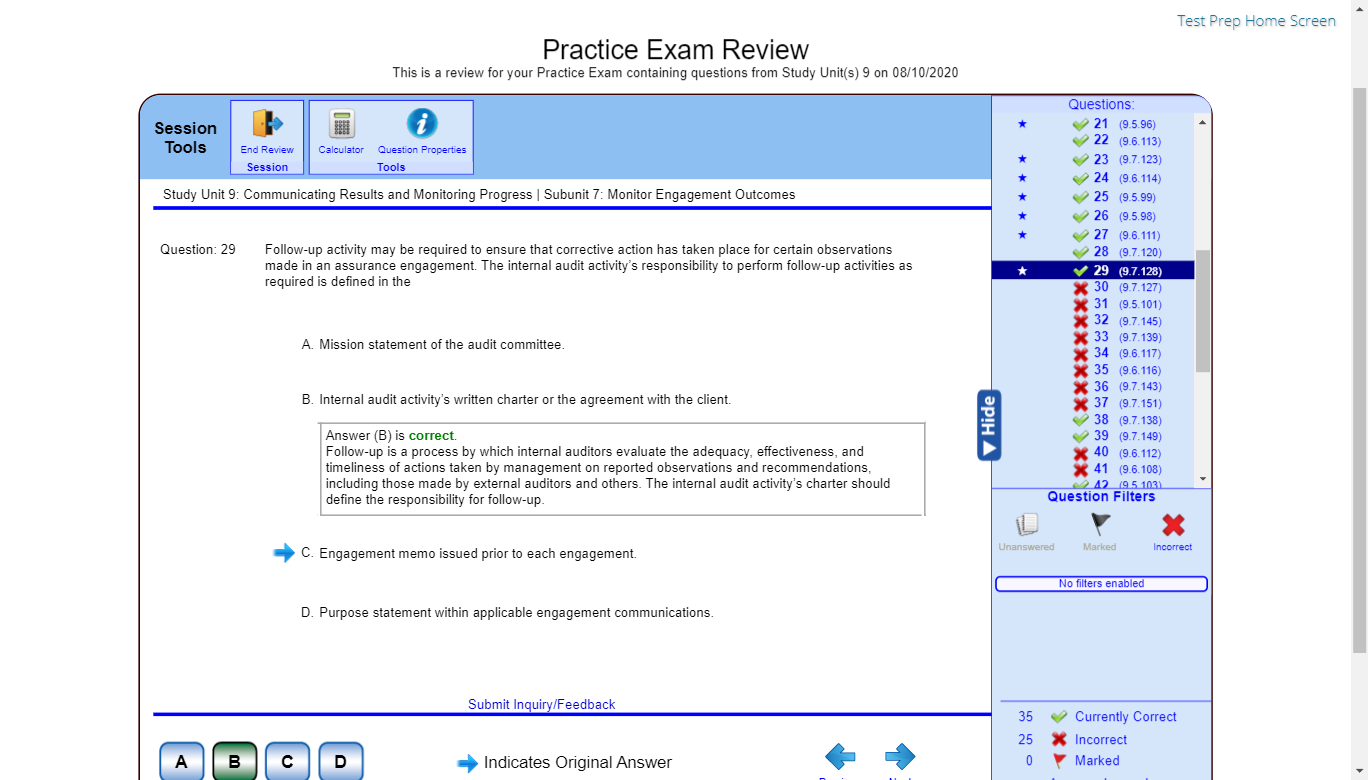 Test Prep Home Screen
Practice Exam Review
This is a review for your Practice Exam containing questions from Study Unit(s) 9 on 08/10/2020
Session
Tools
End Review
Session
Calculator
Question Properties
Tools
Study Unit 9: Communicating Results and Monitoring Progress | Subunit 7: Monitor Engagement Outcomes
Question: 29
Follow-up activity may be required to ensure that corrective action has taken place for certain observations
made in an assurance engagement. The internal audit activity's responsibility to perform follow-up activities as
required is defined in the
A. Mission statement of the audit committee.
B. Internal audit activity's written charter or the agreement with the client.
Answer (B) is correct.
Follow-up is a process by which internal auditors evaluate the adequacy, effectiveness, and
timeliness of actions taken by management on reported observations and recommendations,
including those made by external auditors and others. The internal audit activity's charter should
define the responsibility for follow-up.
C. Engagement memo issued prior to each engagement.
D. Purpose statement within applicable engagement communications.
Submit Inquiry/Feedback
A B C D
Indicates Original Answer
Hide
Questions:
21 (9.5.96)
22 (9.6.113)
23 (9.7.123)
24 (9.6.114)
25 (9.5.99)
26 (9.5.98)
27 (9.6.111)
28 (9.7.120)
29 (9.7.128)
30 (9.7.127)
31 (9.5.101)
32 (9.7.145)
33 (9.7.139)
34 (9.6.117)
35 (9.6.116)
36 (9.7.143)
37 (9.7.151)
38 (9.7.138)
39 (9.7.149)
40 (9.6.112)
41 (9.6.108)
42 (9.5.103)
Question Filters
Unanswered
Marked
Incorrect
No filters enabled
35 Currently Correct
25 Incorrect
0 Marked